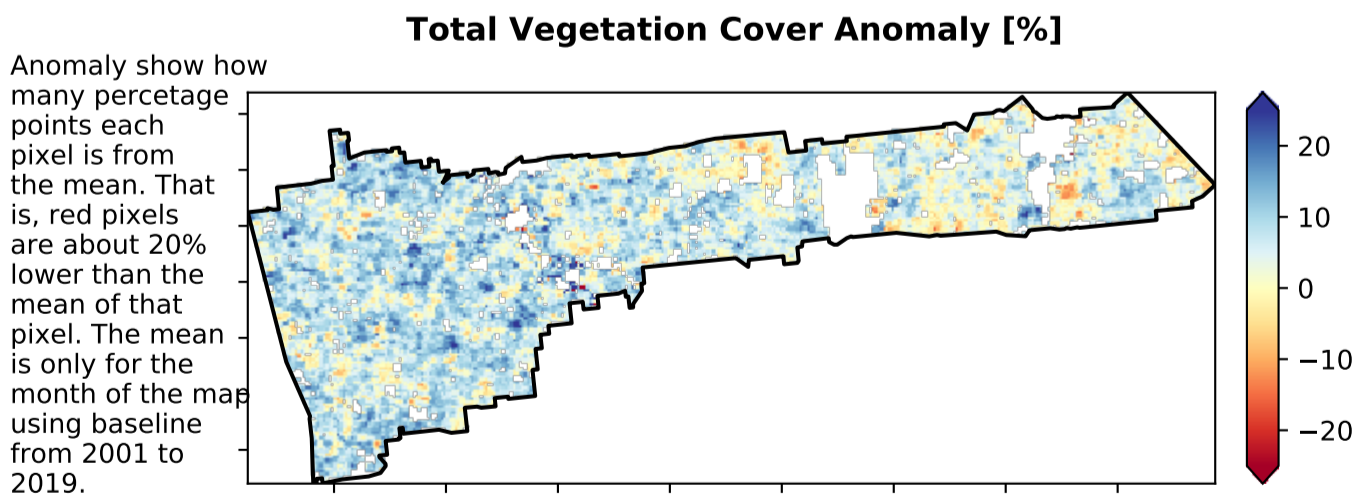 Total Vegetation Cover Anomaly [%]
Anomaly show how
many percetage
points each
pixel is from
the mean. That
is, red pixels
are about 20%
lower than the
mean of that
pixel. The mean
is only for the
month of the map
using baseline
from 2001 to
2019.
20
10
0
−10
−20